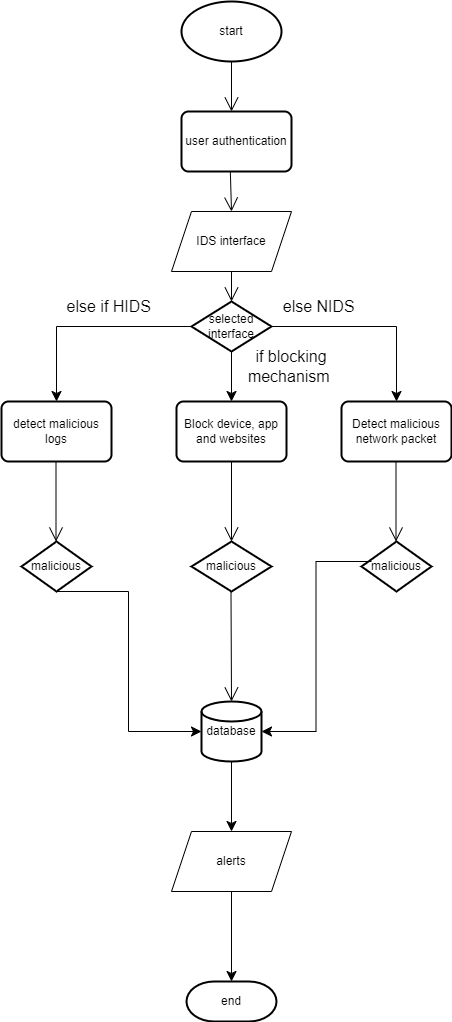 start
user authentication
IDS interface
else if HIDS
selected
interface
else NIDS
if blocking
mechanism
detect malicious
logs
Block device, app
and websites
Detect malicious
network packet
malicious
malicious
malicious
database
alerts
end